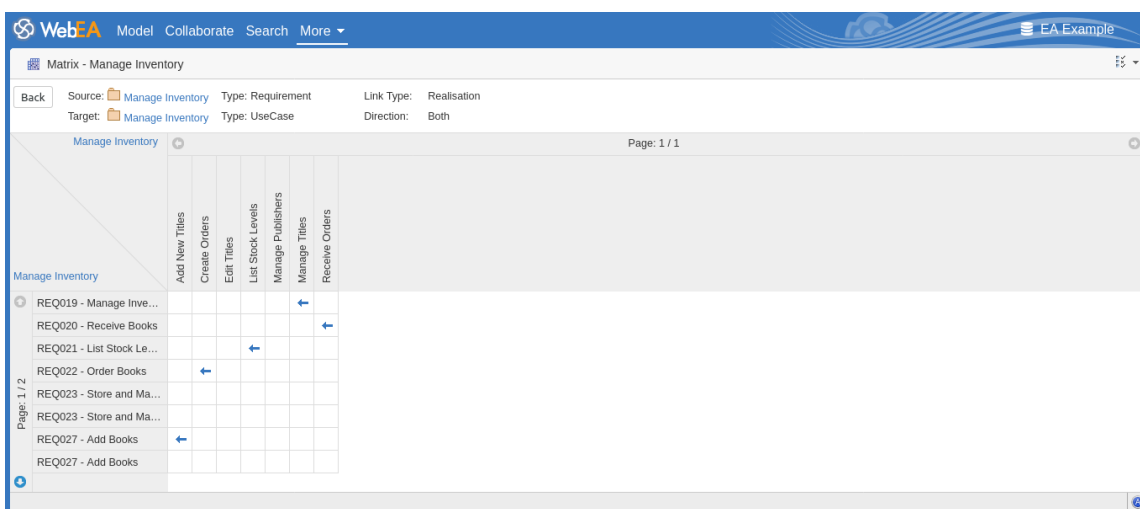 WebEA Model Collaborate Search More EA Example
Matrix - Manage Inventory
Back Source: Manage Inventory Type: Requirement Link Type: Realisation
Target: Manage Inventory Type: UseCase Direction: Both
Manage Inventory Page: 1 / 1
Add New Titles
Create Orders
Edit Titles
List Stock Levels
Manage Publishers
Manage Titles
Receive Orders
Manage Inventory
REQ019 - Manage Inve...
REQ020 - Receive Books
REQ021 - List Stock Le...
REQ022 - Order Books
REQ023 - Store and Ma...
REQ023 - Store and Ma...
REQ027 - Add Books
REQ027 - Add Books
Page: 1 / 2